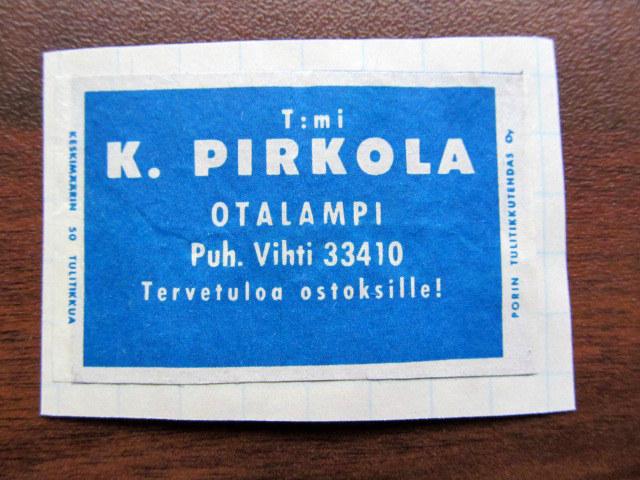 T:mi
K. PIRKOLA
OTALAMPI
Puh. Vihti 33410
Tervetuloa ostoksille!
KESKIMÄÄRIN 50 TULITIKKUA
PORIN TULITIKKUTEHDAS Oy